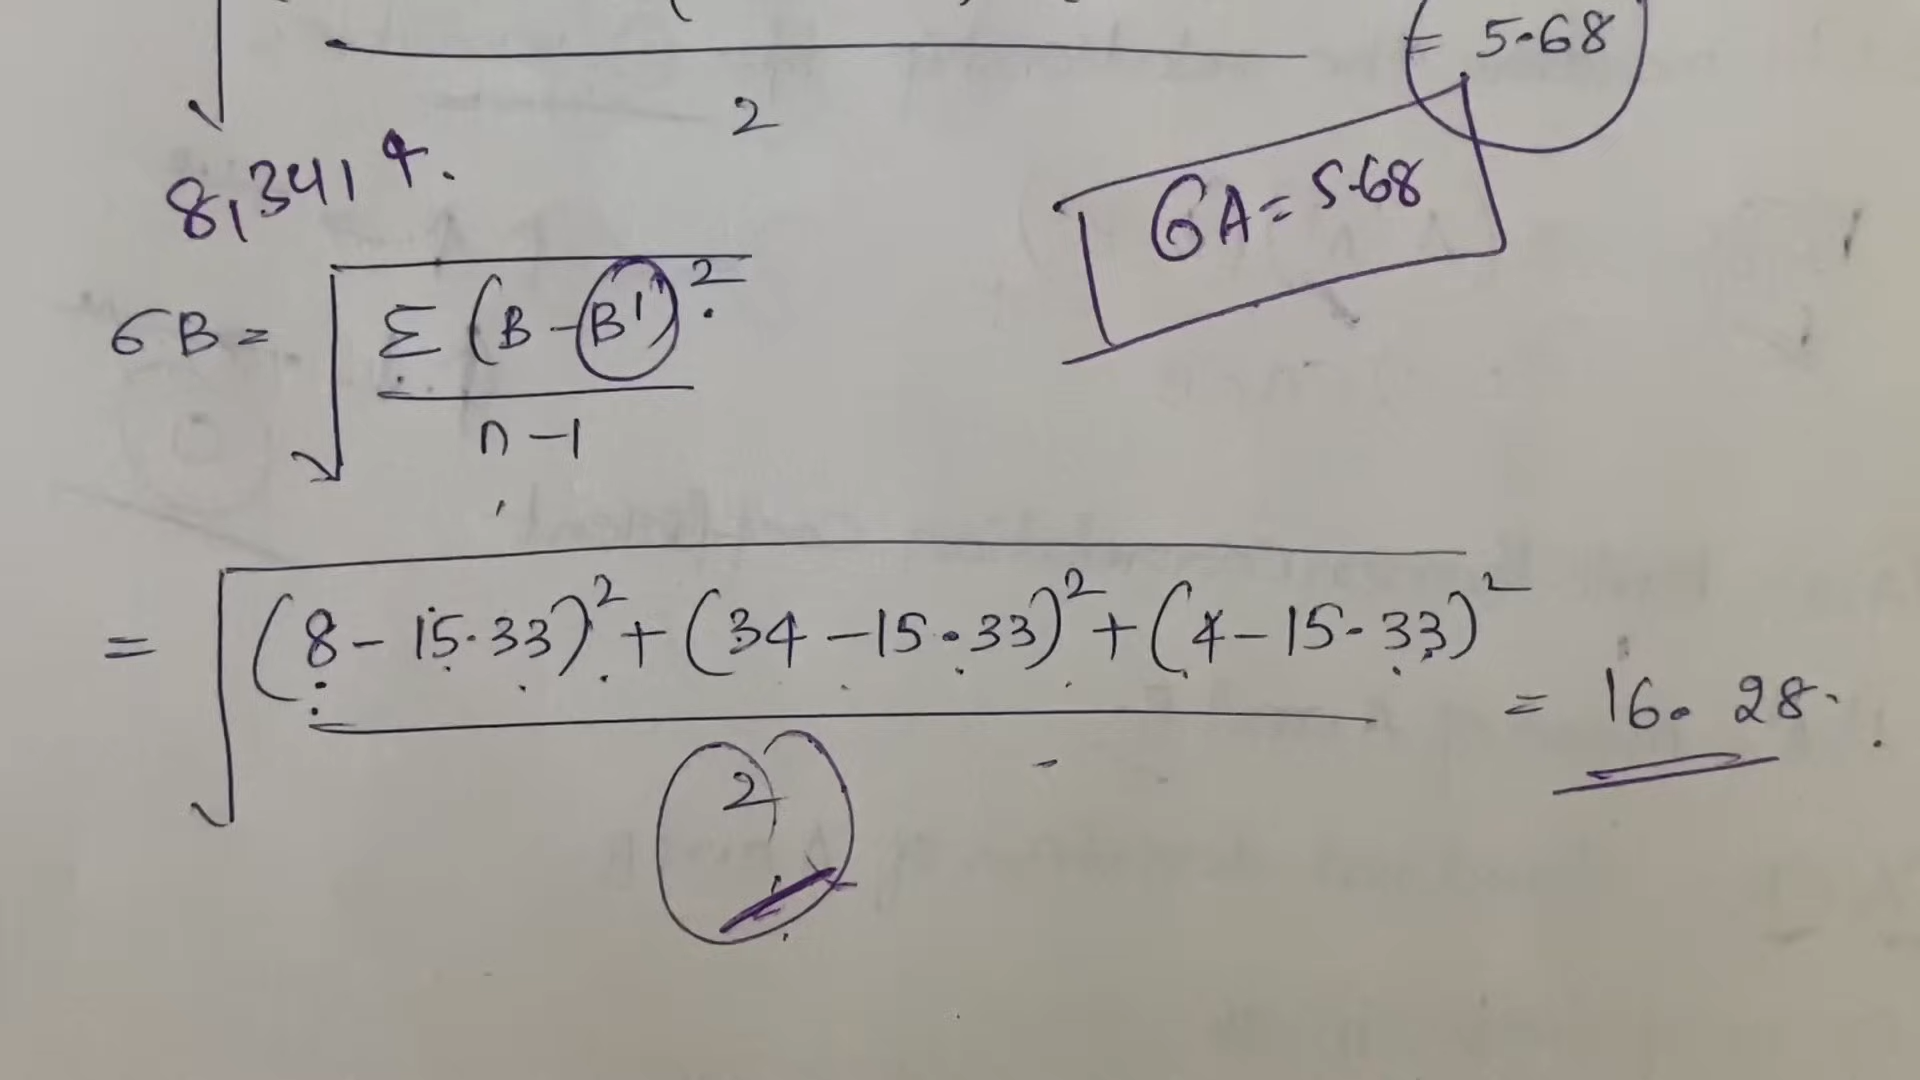 = 5.68
2
8,34,4.
σA = 5.68
σB = √ Σ (B - B')²
n-1
= √ (8 - 15.33)² + (34 - 15.33)² + (4 - 15.33)²
= 16.28
2